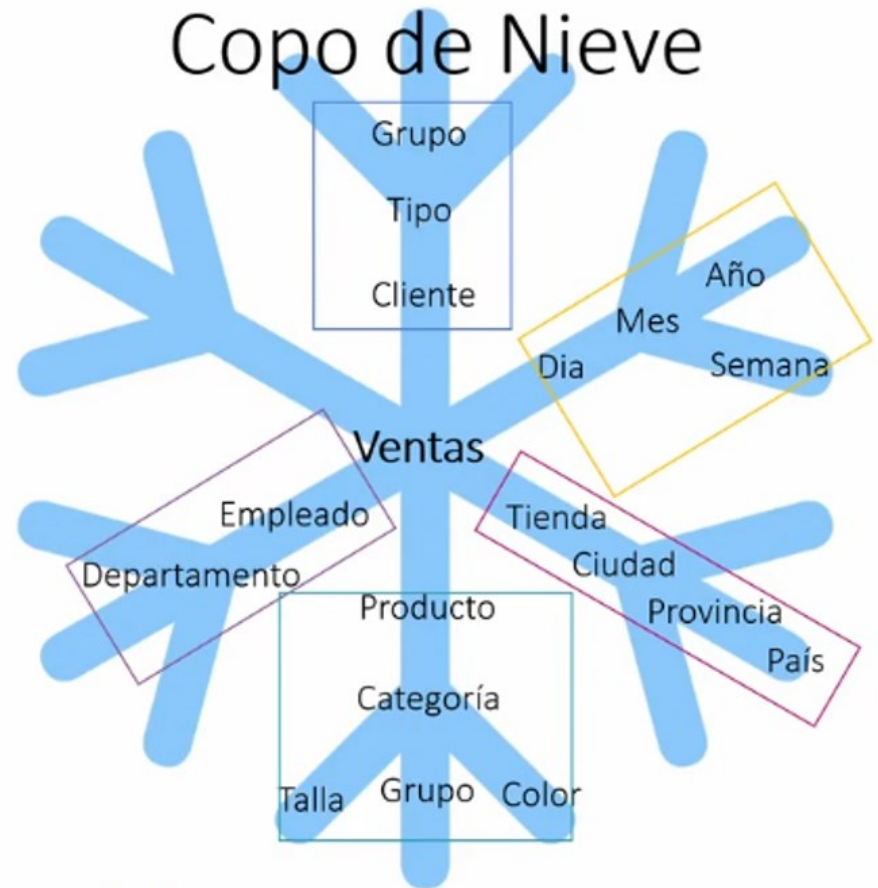 Copo de Nieve
Grupo
Tipo
Cliente
Año
Mes
Dia
Semana
Ventas
Empleado
Departamento
Tienda
Ciudad
Provincia
País
Producto
Categoría
Talla
Grupo
Color